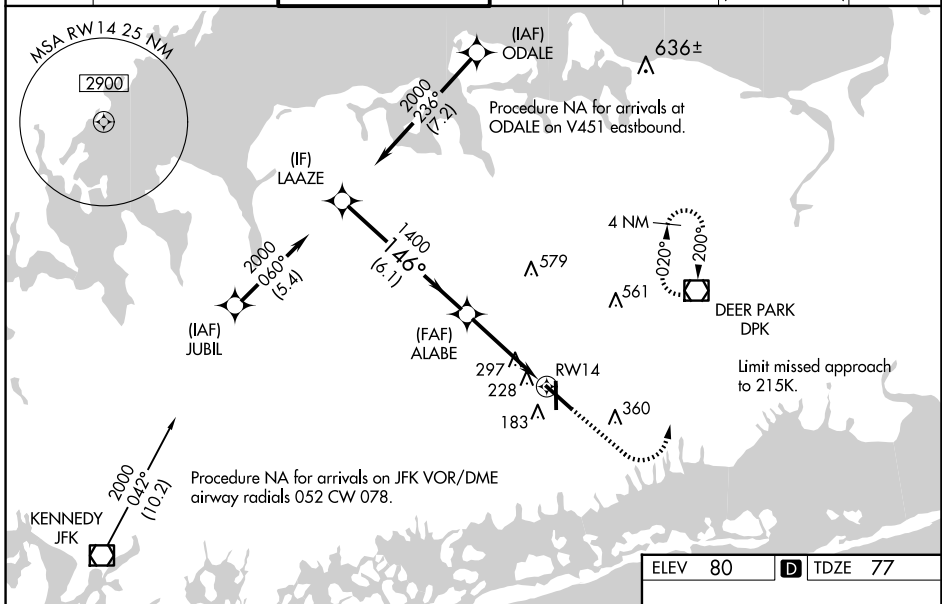 MSA RW14 25 NM
2900
(IAF)
ODALE
636±
2000
236°
(7.2)
Procedure NA for arrivals at
ODALE on V451 eastbound.
(IF)
LAAZE
4 NM
020°
200°
1400
146°
(6.1)
2000
060°
(5.4)
579
561
DEER PARK
DPK
(IAF)
JUBIL
(FAF)
ALABE
297
228
183
RW14
360
Limit missed approach
to 215K.
2000
042°
(10.2)
Procedure NA for arrivals on JFK VOR/DME
airway radials 052 CW 078.
KENNEDY
JFK
ELEV 80
D
TDZE 77